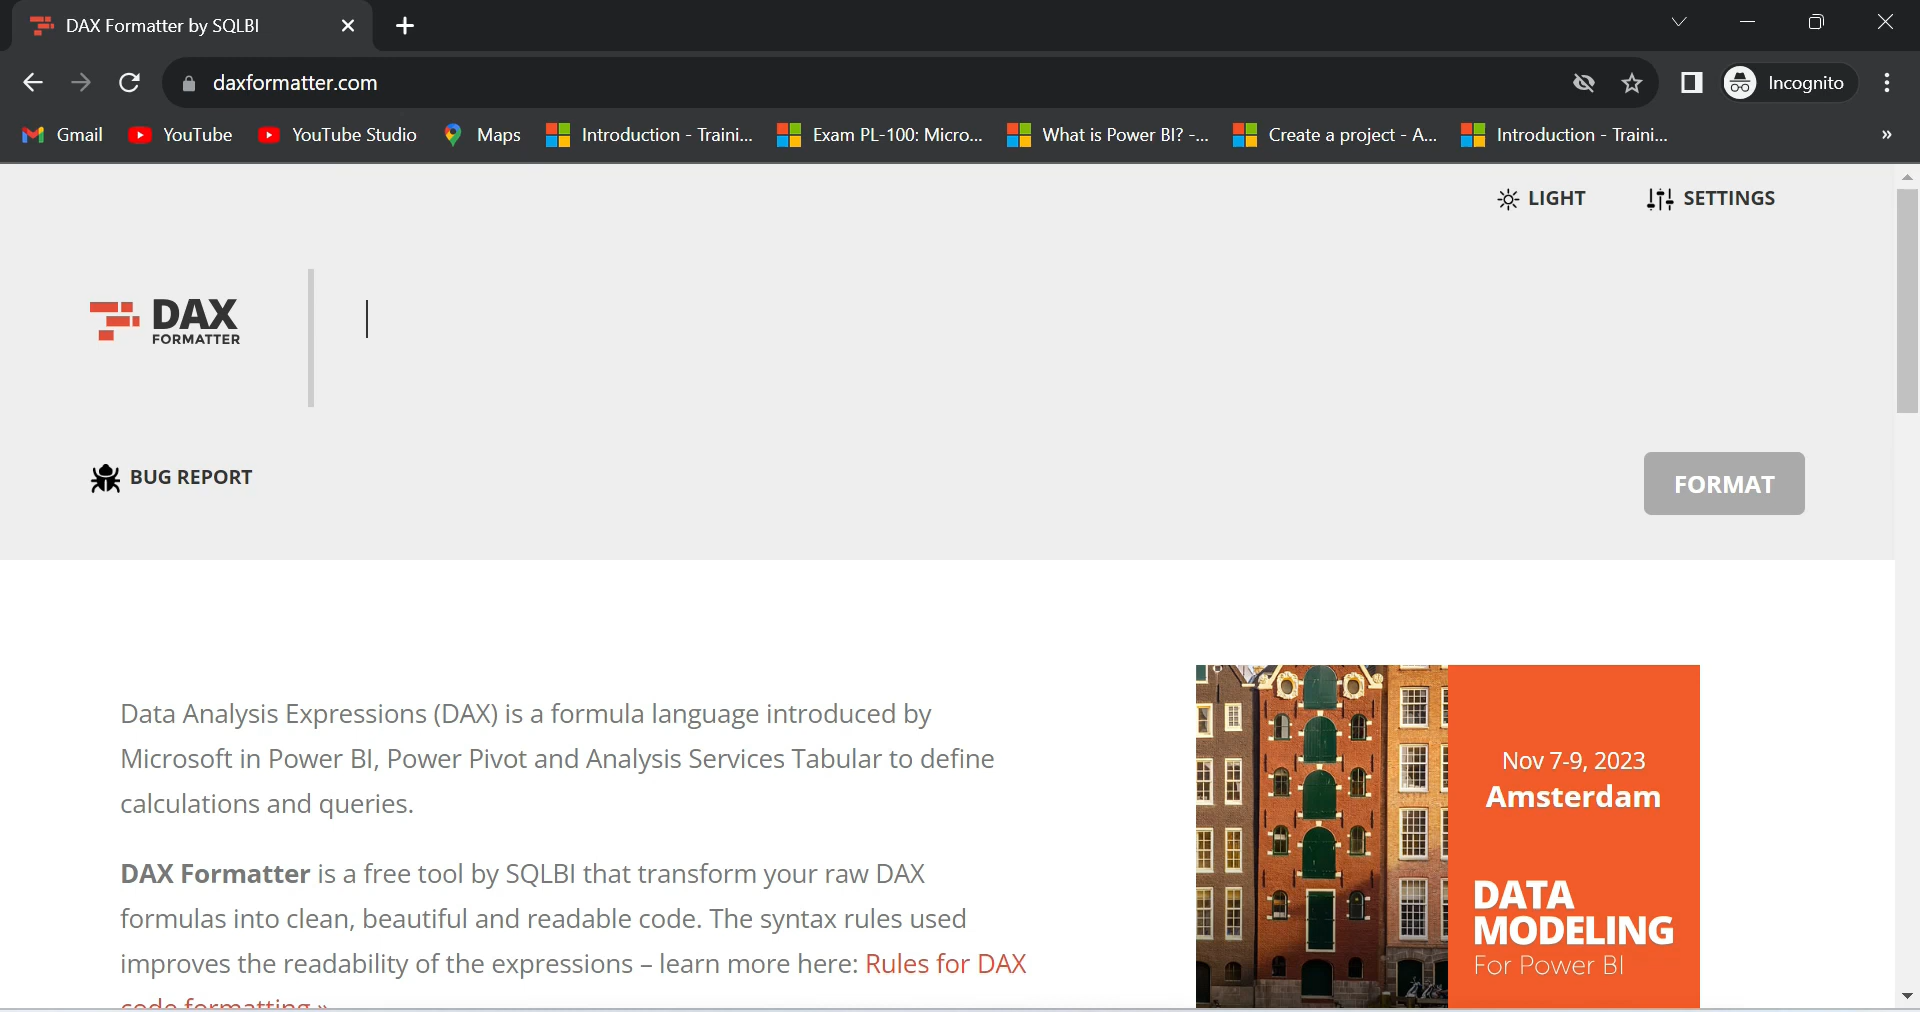 DAX Formatter by SQLBI
daxformatter.com
Incognito
Gmail YouTube YouTube Studio Maps Introduction - Traini... Exam PL-100: Micro... What is Power BI? -... Create a project - A... Introduction - Traini... »
LIGHT SETTINGS
DAX
FORMATTER
BUG REPORT
FORMAT
Data Analysis Expressions (DAX) is a formula language introduced by
Microsoft in Power BI, Power Pivot and Analysis Services Tabular to define
calculations and queries.
DAX Formatter is a free tool by SQLBI that transform your raw DAX
formulas into clean, beautiful and readable code. The syntax rules used
improves the readability of the expressions – learn more here: Rules for DAX
code formatting »
Nov 7-9, 2023
Amsterdam
DATA
MODELING
For Power BI